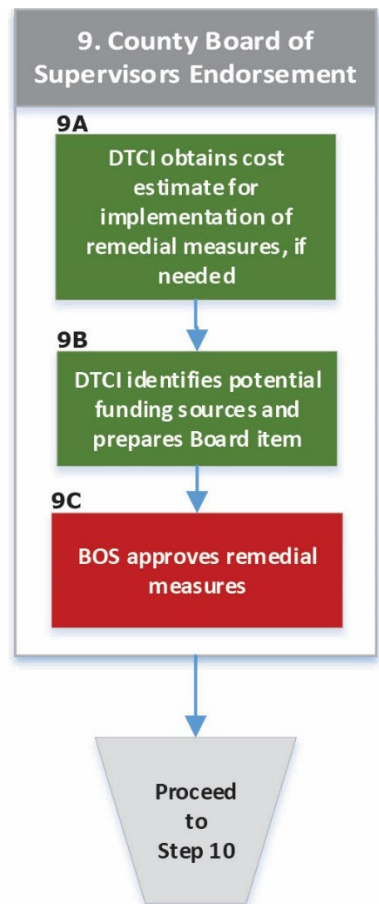 9. County Board of
Supervisors Endorsement
9A
DTCI obtains cost
estimate for
implementation of
remedial measures, if
needed
9B
DTCI identifies potential
funding sources and
prepares Board item
9C
BOS approves remedial
measures
Proceed
to
Step 10